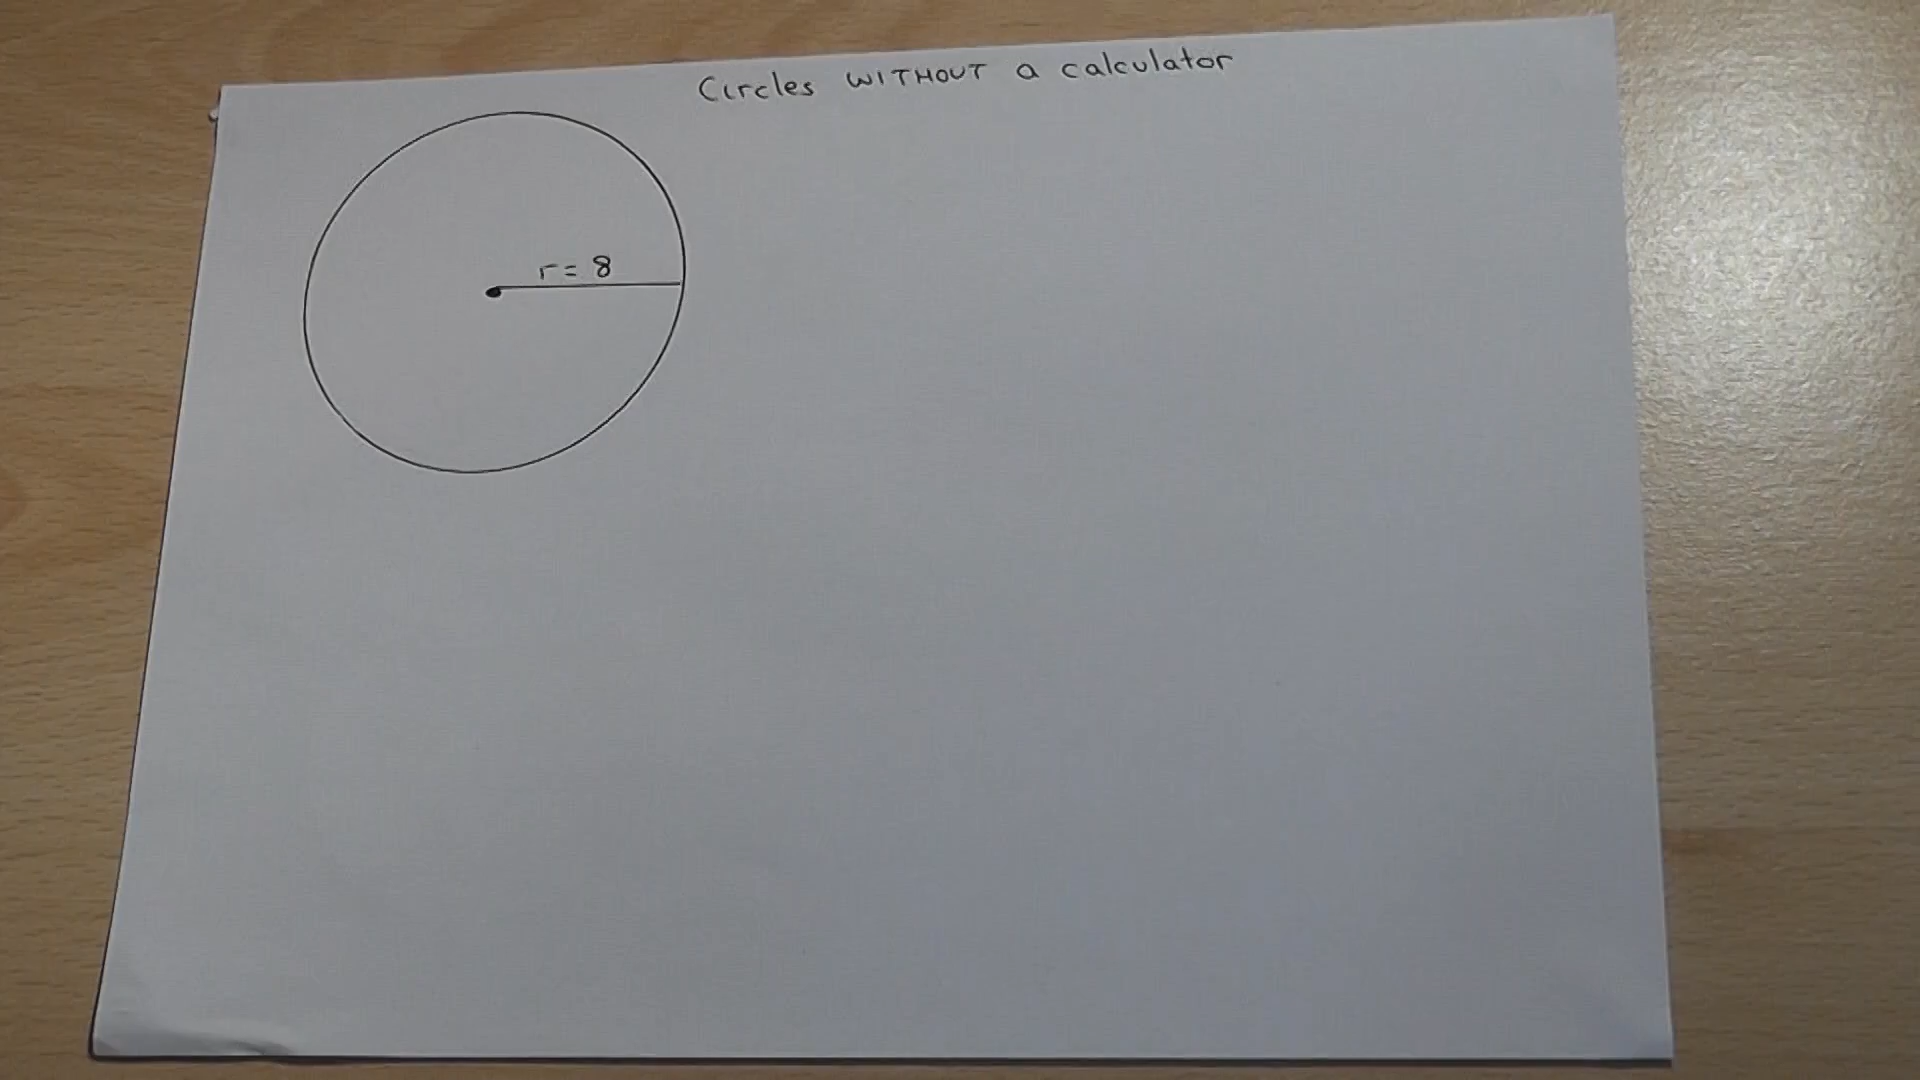 Circles WITHOUT a calculator
r = 8